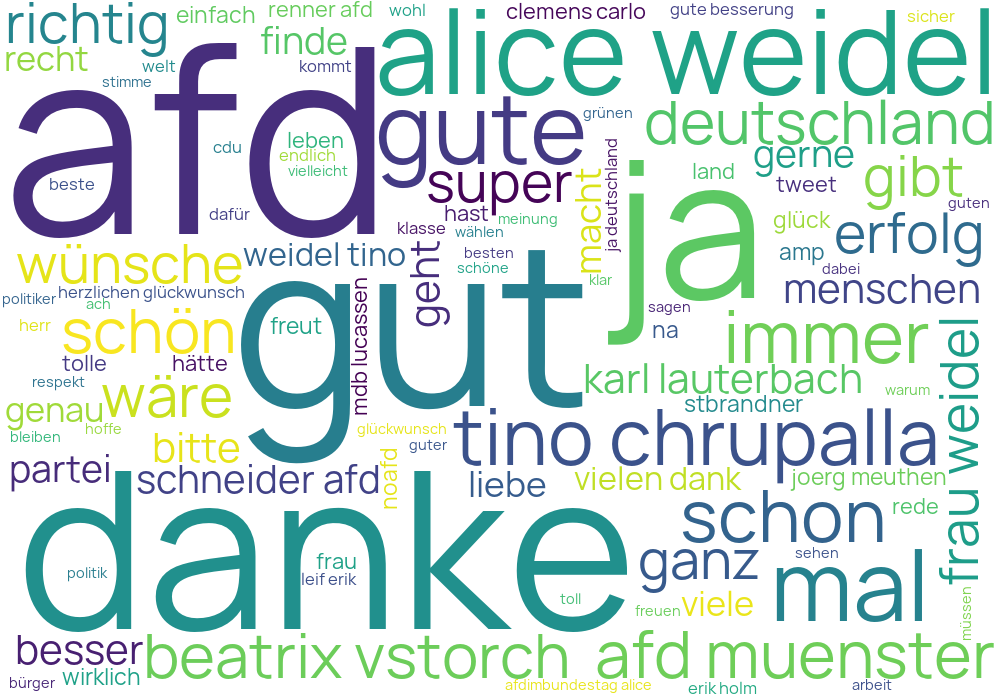 richtig
einfach
renner afd
wohl
clemens carlo
gute besserung
sicher
recht
welt
finde
kommt
alice weidel
stimme
afd
gute
grünen
deutschland
cdu
leben
endlich
vielleicht
beste
dafür
super
hast
meinung
klasse
wählen
macht
ja deutschland
ja
land
gerne
tweet
gibt
guten
glück
erfolg
amp
dabei
menschen
wünsche
weidel tino
geht
besten
schöne
klar
politiker
herzlichen glückwunsch
ach
herr
schön
freut
mdb lucassen
gut
sagen
na
immer
frau weidel
tolle
hätte
respekt
wäre
karl lauterbach
warum
stbrandner
genau
bleiben
hoffe
bitte
glückwunsch
guter
tino chrupalla
partei
schneider afd
noafd
liebe
vielen dank
joerg meuthen
danke
schon
rede
politik
frau
leif erik
ganz
sehen
mal
toll
freuen
viele
müssen
besser
beatrix vstorch
afd muenster
bürger
wirklich
afdimbundestag alice
erik holm
arbeit